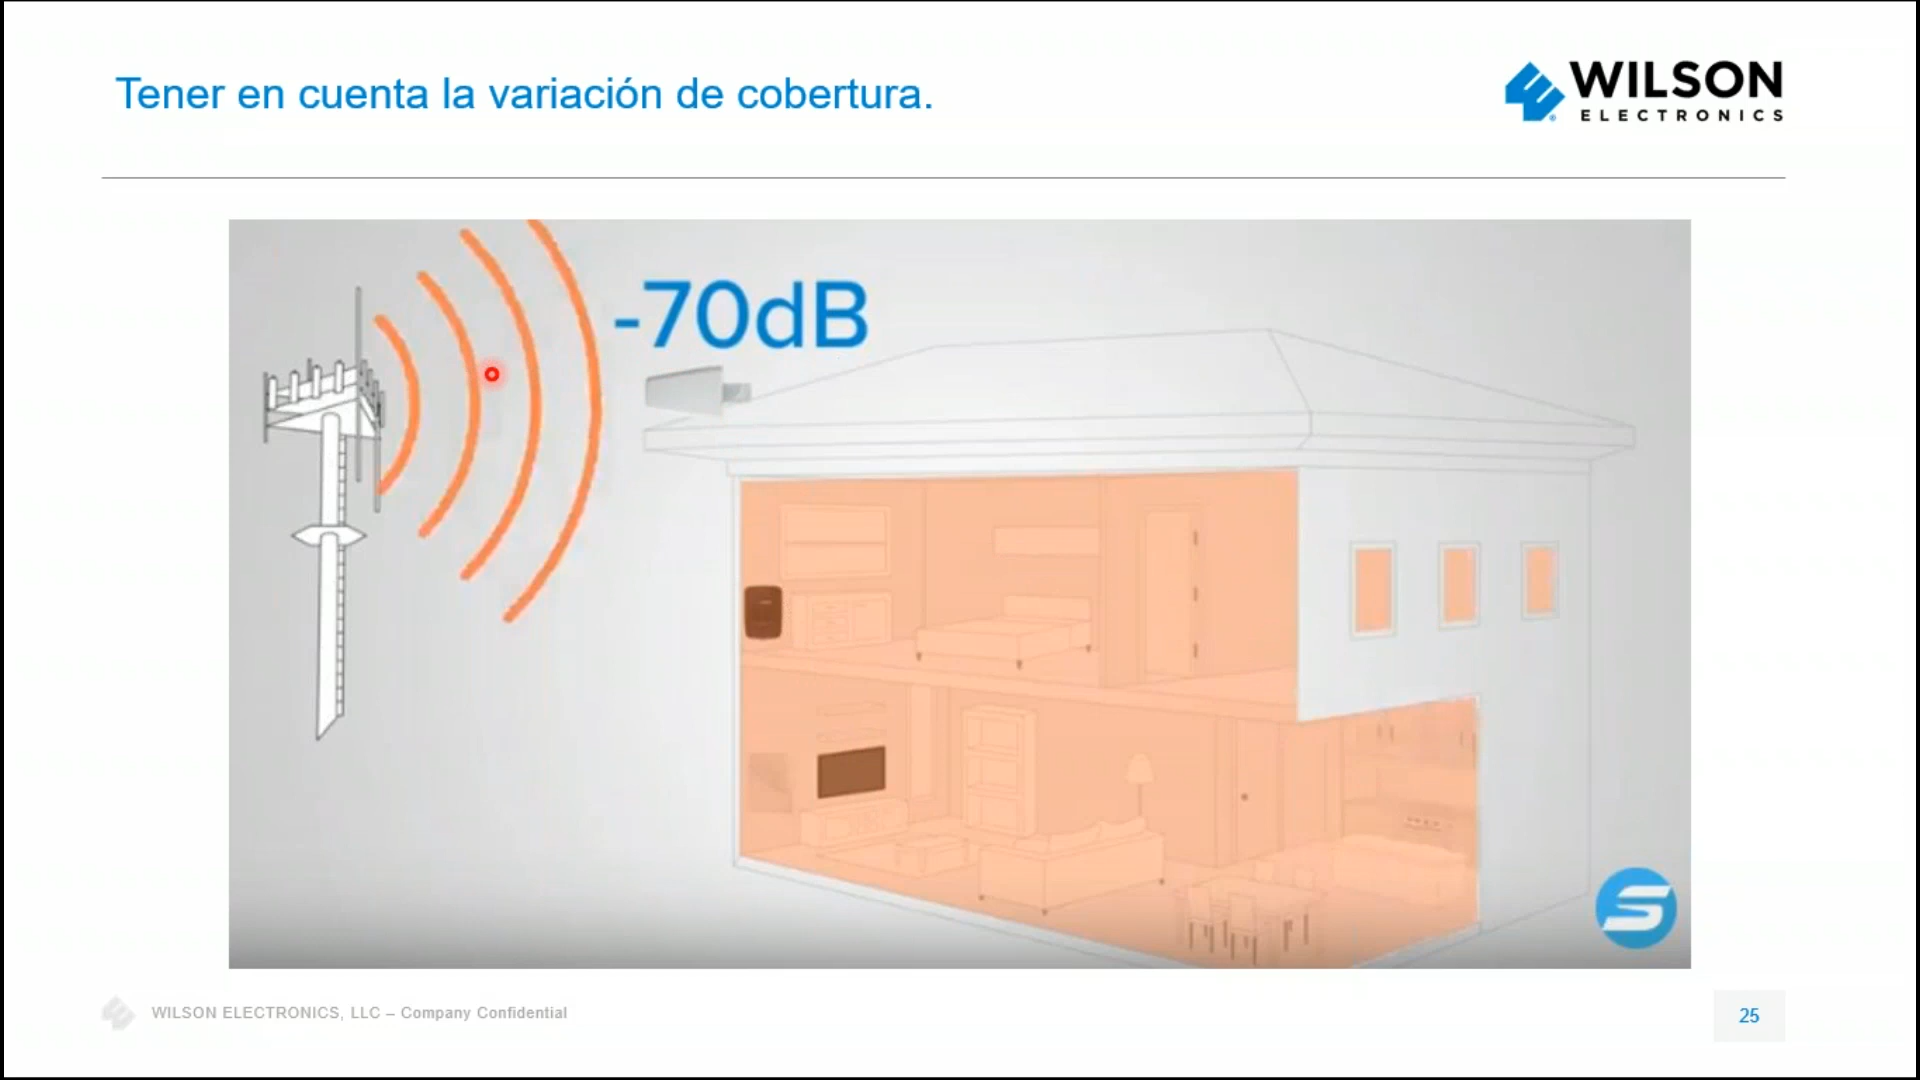 Tener en cuenta la variación de cobertura.
WILSON
ELECTRONICS
-70dB
WILSON ELECTRONICS, LLC – Company Confidential
25